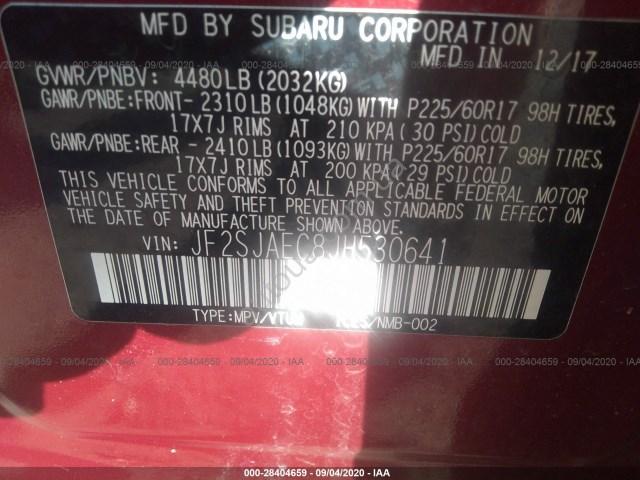 MFD BY SUBARU CORPORATION
MFD IN 12/17
GVWR/PNBV: 4480LB(2032KG)
GAWR/PNBE:FRONT- 2310LB(1048KG)WITH P225/60R17 98H TIRES,
17X7J RIMS AT 210 KPA(30 PSI)COLD
GAWR/PNBE:REAR - 2410LB(1093KG)WITH P225/60R17 98H TIRES,
17X7J RIMS AT 200 KPA(29 PSI)COLD
THIS VEHICLE CONFORMS TO ALL APPLICABLE FEDERAL MOTOR
VEHICLE SAFETY AND THEFT PREVENTION STANDARDS IN EFFECT ON
THE DATE OF MANUFACTURE SHOWN ABOVE.
VIN: JF2SJAEC8JH530641
TYPE:MPV/VTUM /NMB-002
000-28404659 - 09/04/2020 - IAA